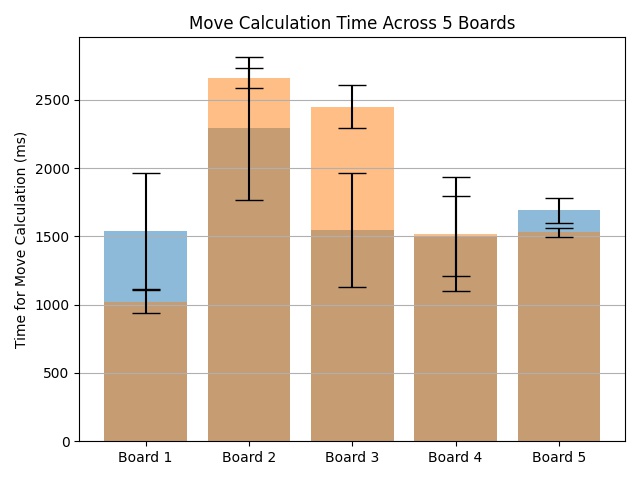 Move Calculation Time Across 5 Boards
Time for Move Calculation (ms)
2500
2000
1500
1000
500
0
Board 1
Board 2
Board 3
Board 4
Board 5